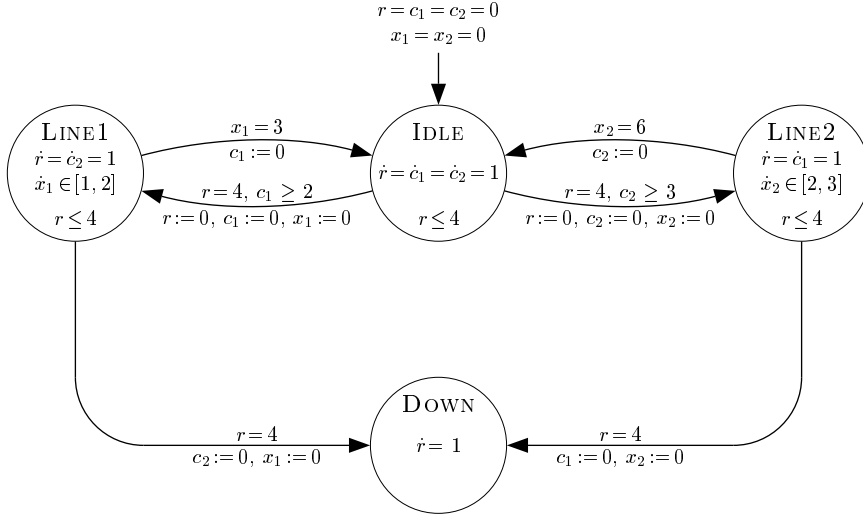 r = c₁ = c₂ = 0
x₁ = x₂ = 0
LINE1
ṙ = ċ₂ = 1
ẋ₁ ∈ [1, 2]
r ≤ 4
x₁ = 3
c₁ := 0
r = 4, c₁ ≥ 2
r := 0, c₁ := 0, x₁ := 0
IDLE
ṙ = ċ₁ = ċ₂ = 1
r ≤ 4
x₂ = 6
c₂ := 0
r = 4, c₂ ≥ 3
r := 0, c₂ := 0, x₂ := 0
LINE2
ṙ = ċ₁ = 1
ẋ₂ ∈ [2, 3]
r ≤ 4
r = 4
c₂ := 0, x₁ := 0
DOWN
ṙ = 1
r = 4
c₁ := 0, x₂ := 0